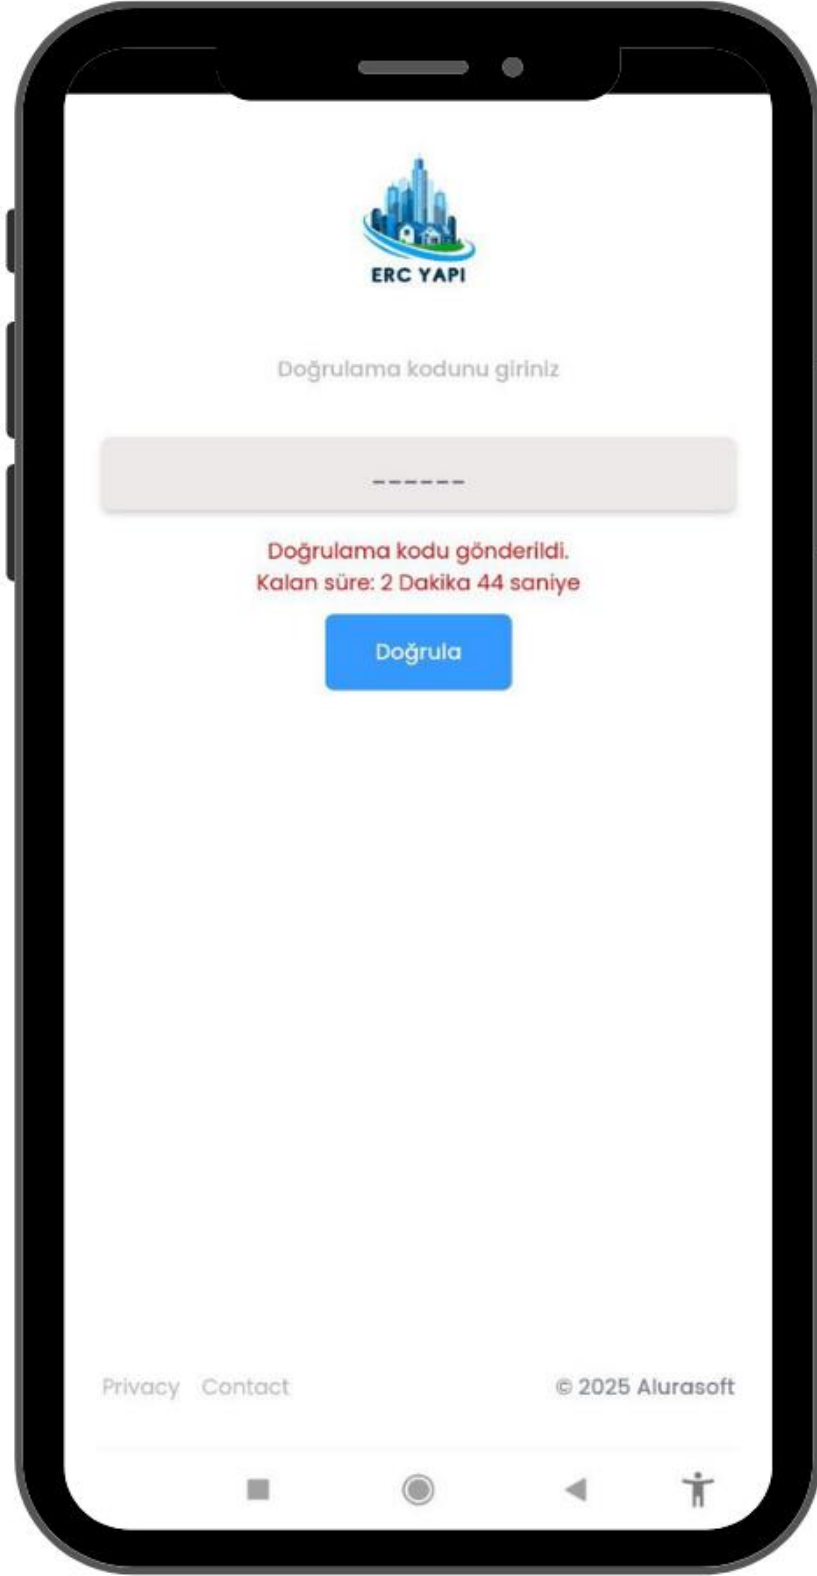 ERC YAPI
Doğrulama kodunu giriniz
------
Doğrulama kodu gönderildi.
Kalan süre: 2 Dakika 44 saniye
Doğrula
Privacy Contact © 2025 Alurasoft